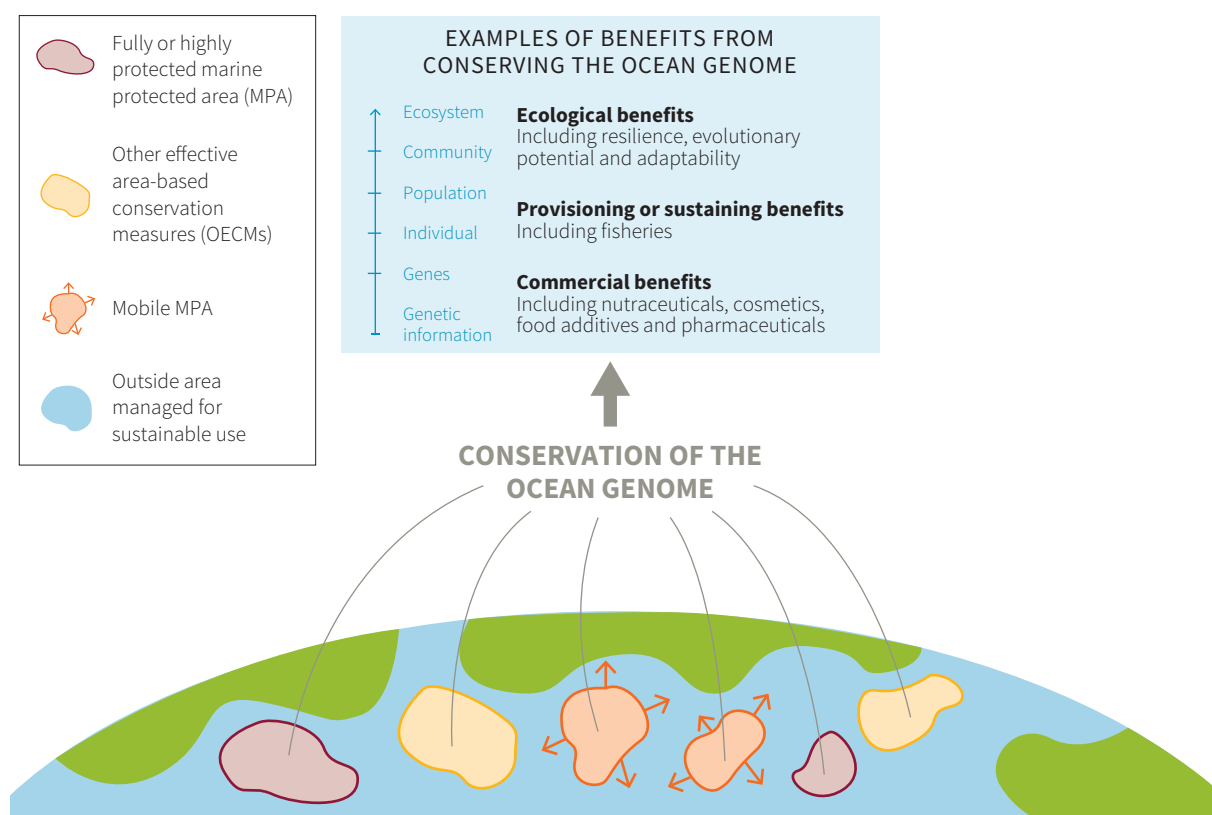 Fully or highly
protected marine
protected area (MPA)
Other effective
area-based
conservation
measures (OECMs)
Mobile MPA
Outside area
managed for
sustainable use
EXAMPLES OF BENEFITS FROM
CONSERVING THE OCEAN GENOME
Ecosystem
Community
Population
Individual
Genes
Genetic
information
Ecological benefits
Including resilience, evolutionary
potential and adaptability
Provisioning or sustaining benefits
Including fisheries
Commercial benefits
Including nutraceuticals, cosmetics,
food additives and pharmaceuticals
CONSERVATION OF THE
OCEAN GENOME